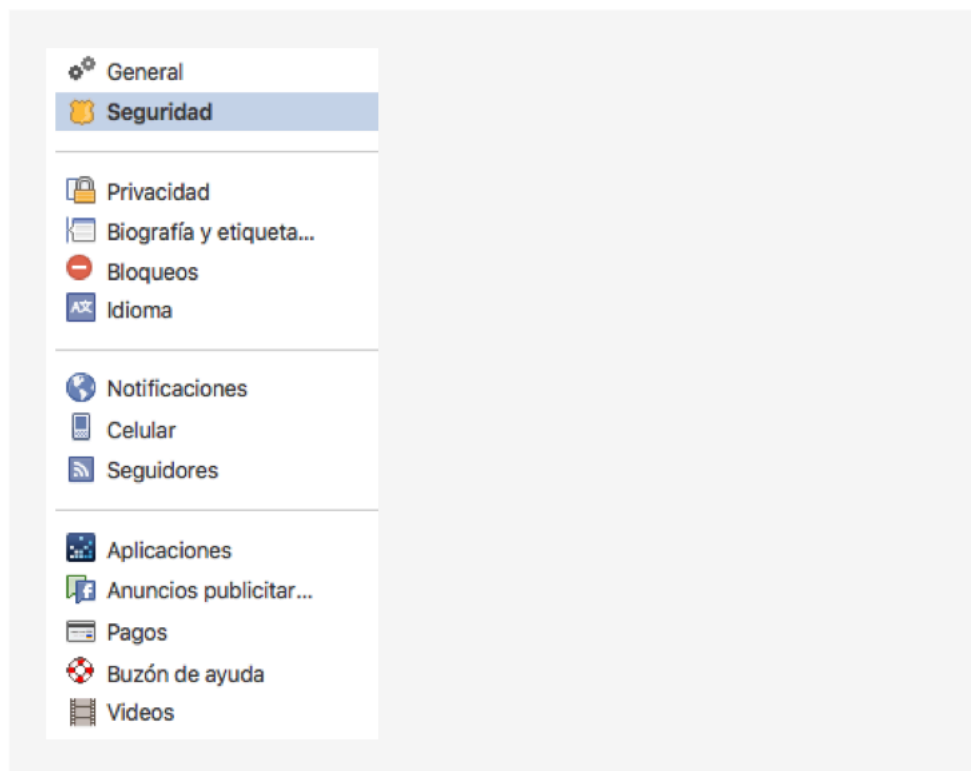 General
Seguridad
Privacidad
Biografía y etiqueta...
Bloqueos
Idioma
Notificaciones
Celular
Seguidores
Aplicaciones
Anuncios publicitar...
Pagos
Buzón de ayuda
Videos